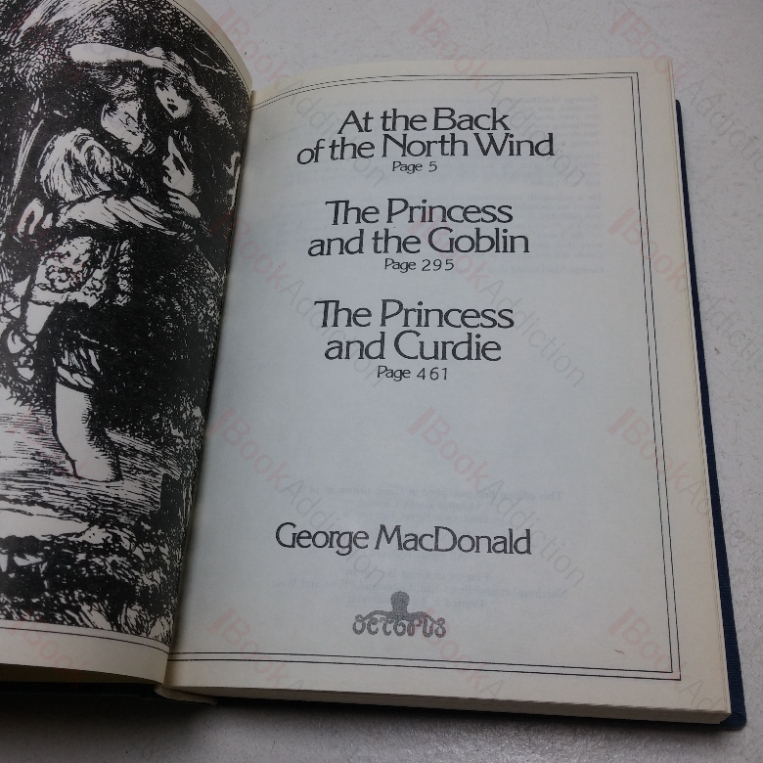 At the Back
of the North Wind
Page 5
The Princess
and the Goblin
Page 295
The Princess
and Curdie
Page 461
George MacDonald
OCTOPUS
BookAddiction